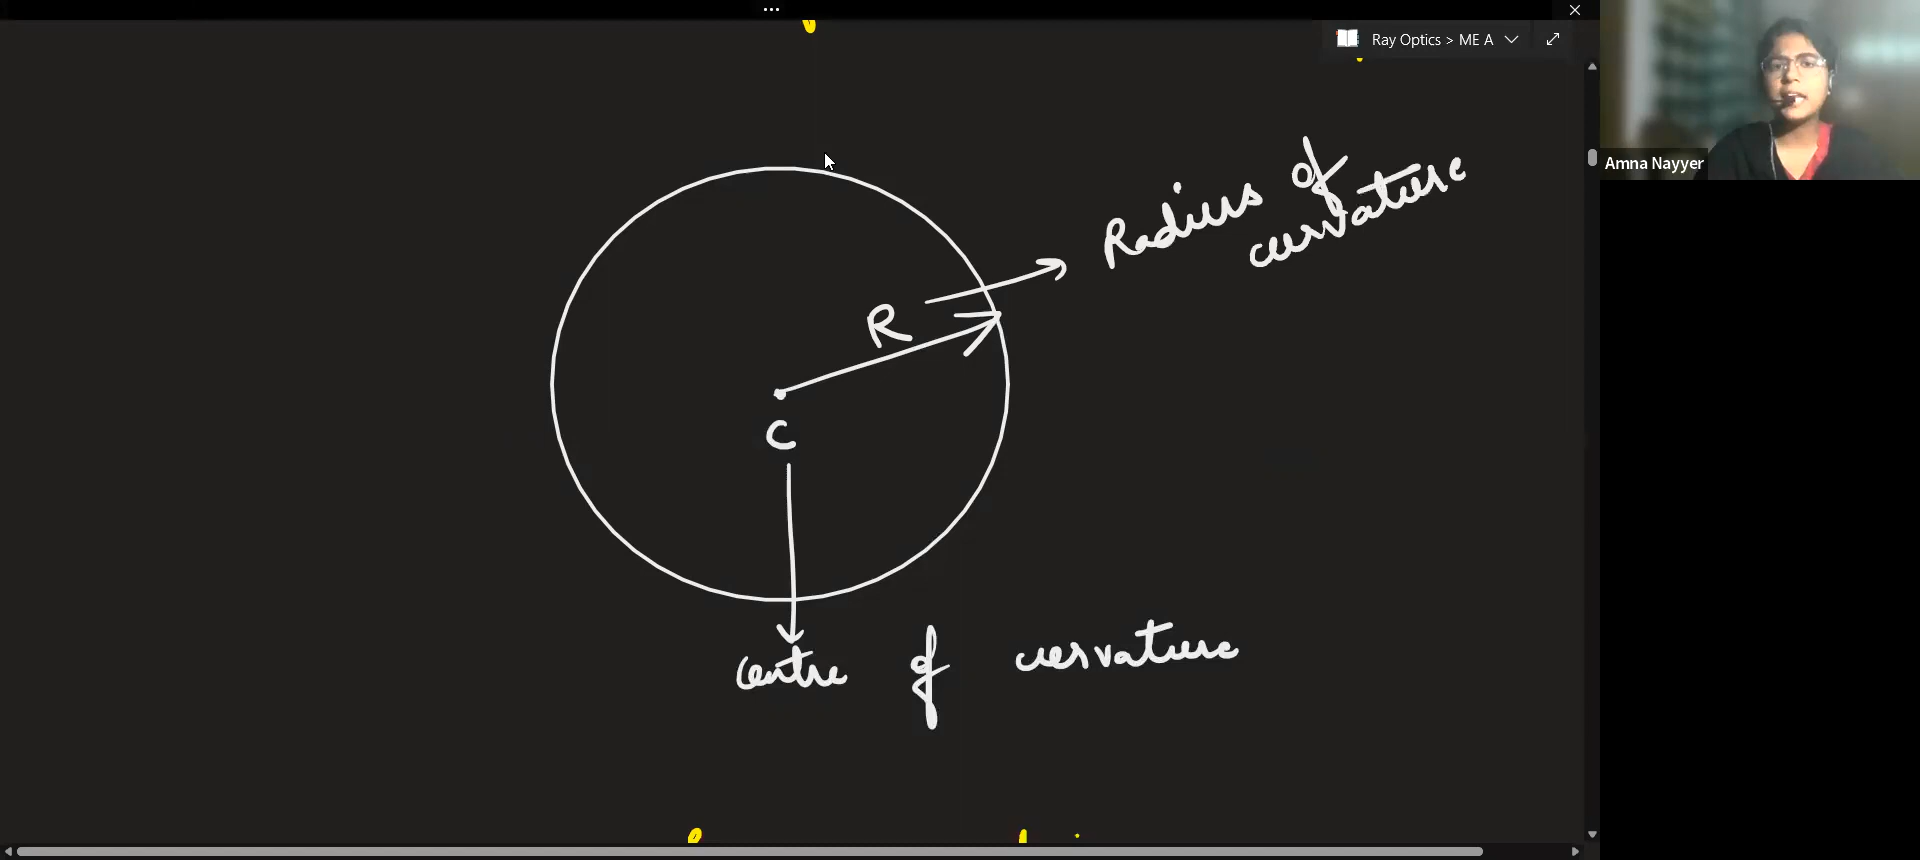 Ray Optics > ME A
Amna Nayyer
Radius of
curvature
R
C
centre of curvature